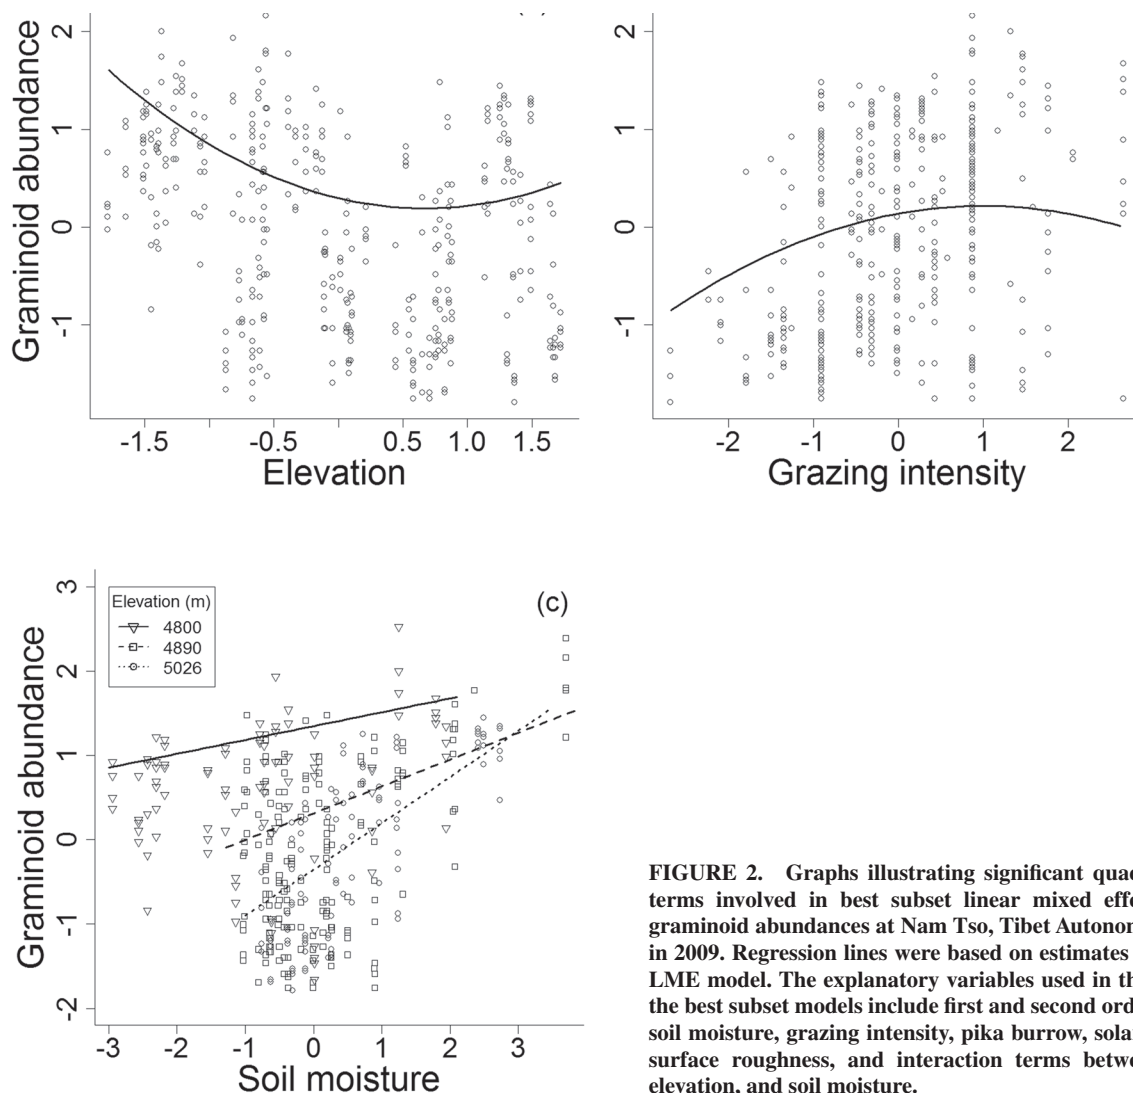 2
1
0
-1
Graminoid abundance
-1.5 -0.5 0.5 1.0 1.5
Elevation
2
1
0
-1
-2 -1 0 1 2
Grazing intensity
3
2
1
0
-1
-2
Graminoid abundance
Elevation (m)
4800
4890
5026
(c)
-3 -2 -1 0 1 2 3
Soil moisture
FIGURE 2. Graphs illustrating significant quad
terms involved in best subset linear mixed effe
graminoid abundances at Nam Tso, Tibet Autonom
in 2009. Regression lines were based on estimates
LME model. The explanatory variables used in th
the best subset models include first and second ord
soil moisture, grazing intensity, pika burrow, sola
surface roughness, and interaction terms betwe
elevation, and soil moisture.